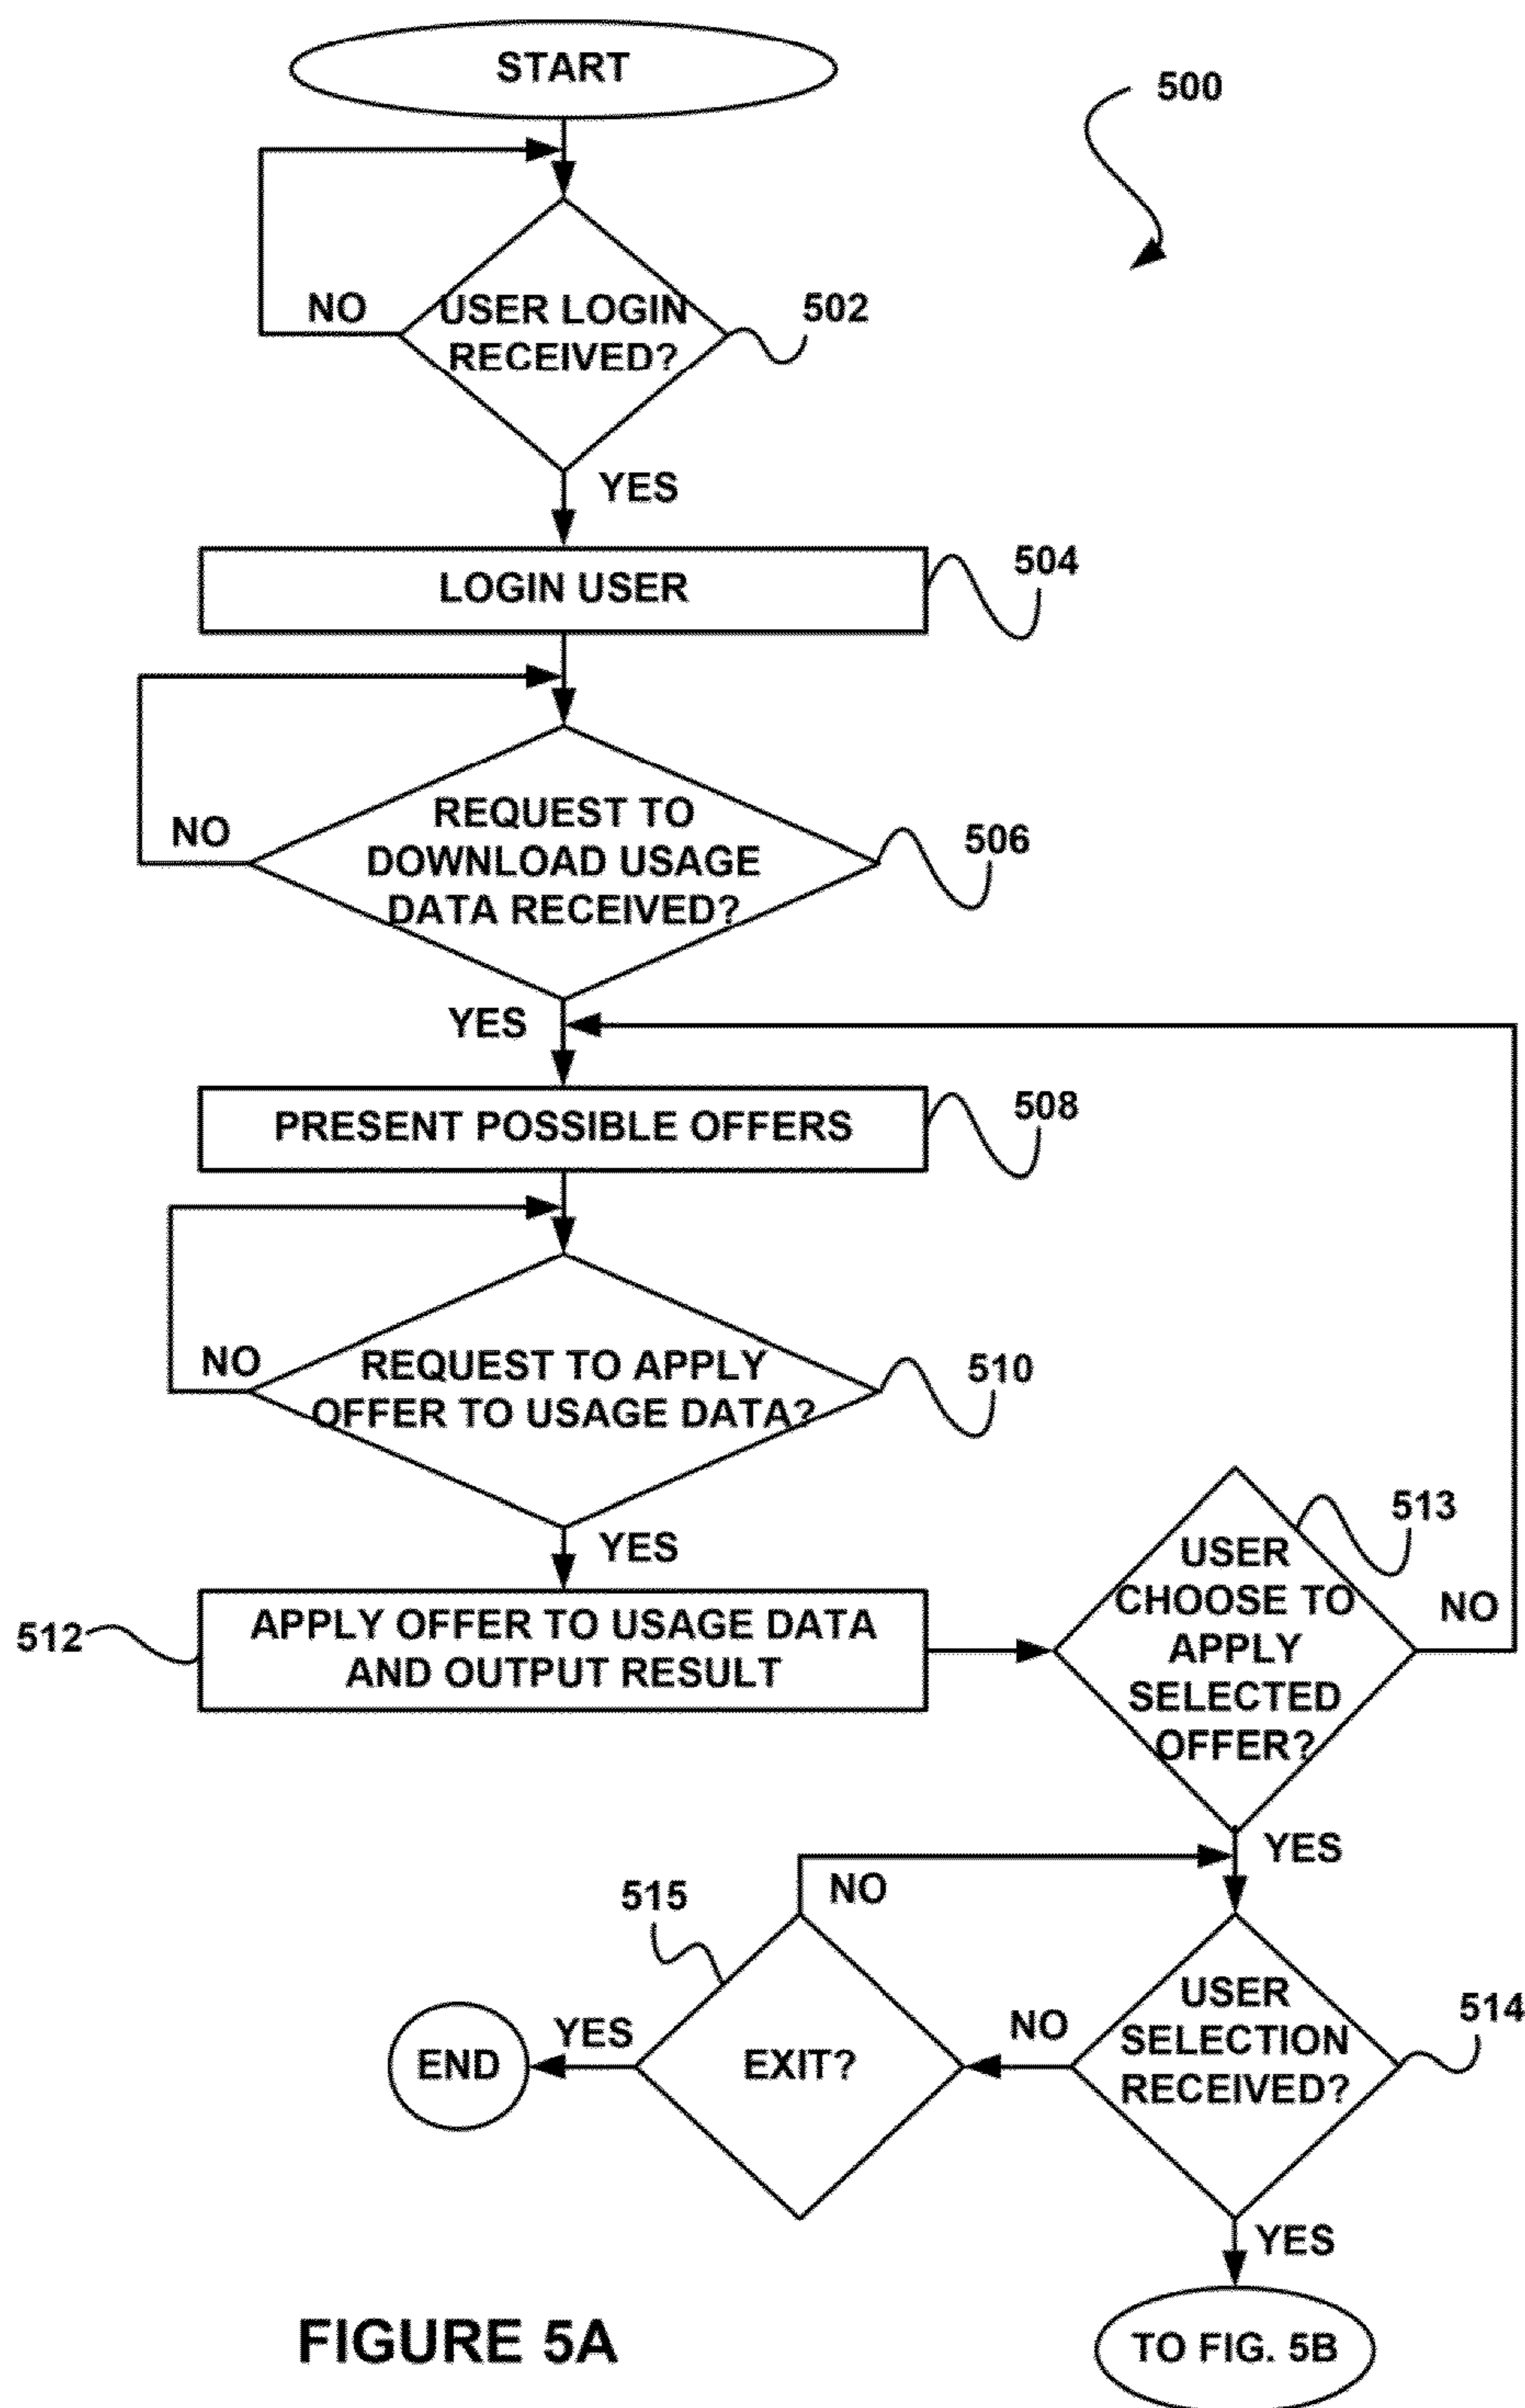 START
500
NO
USER LOGIN
RECEIVED?
502
YES
LOGIN USER
504
NO
REQUEST TO
DOWNLOAD USAGE
DATA RECEIVED?
506
YES
PRESENT POSSIBLE OFFERS
508
NO
REQUEST TO APPLY
OFFER TO USAGE DATA?
510
YES
512
APPLY OFFER TO USAGE DATA
AND OUTPUT RESULT
USER
CHOOSE TO
APPLY
SELECTED
OFFER?
513
NO
YES
NO
515
END
YES
EXIT?
NO
USER
SELECTION
RECEIVED?
514
YES
TO FIG. 5B
FIGURE 5A